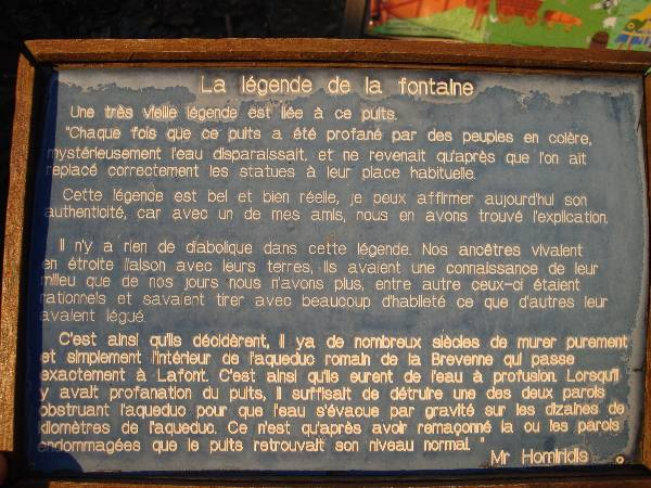 La légende de la fontaine
Une très vieille légende est liée à ce puits.
"Chaque fois que ce puits a été profané par des peuples en colère,
mystérieusement l'eau disparaissait, et ne revenait qu'après que l'on ait
replacé correctement les statues à leur place habituelle.
Cette légende est bel et bien réelle, je peux affirmer aujourd'hui son
authenticité, car avec un de mes amis, nous en avons trouvé l'explication.
Il n'y a rien de diabolique dans cette légende. Nos ancêtres vivaient
en étroite liaison avec leurs terres, ils avaient une connaissance de leur
milieu que de nos jours nous n'avons plus, entre autre ceux-ci étaient
rationnels et savaient tirer avec beaucoup d'habileté ce que d'autres leur
avaient légué.
C'est ainsi qu'ils décidèrent, il ya de nombreux siècles de murer purement
et simplement l'intérieur de l'aqueduc romain de la Brevenne qui passe
exactement à Lafont. C'est ainsi qu'ils eurent de l'eau à profusion. Lorsqu'il
y avait profanation du puits, il suffisait de détruire une des deux parois
obstruant l'aqueduc pour que l'eau s'évacue par gravité sur les dizaines de
kilomètres de l'aqueduc. Ce n'est qu'après avoir remaçonné la ou les parois
endommagées que le puits retrouvait son niveau normal. "
Mr Homiridis